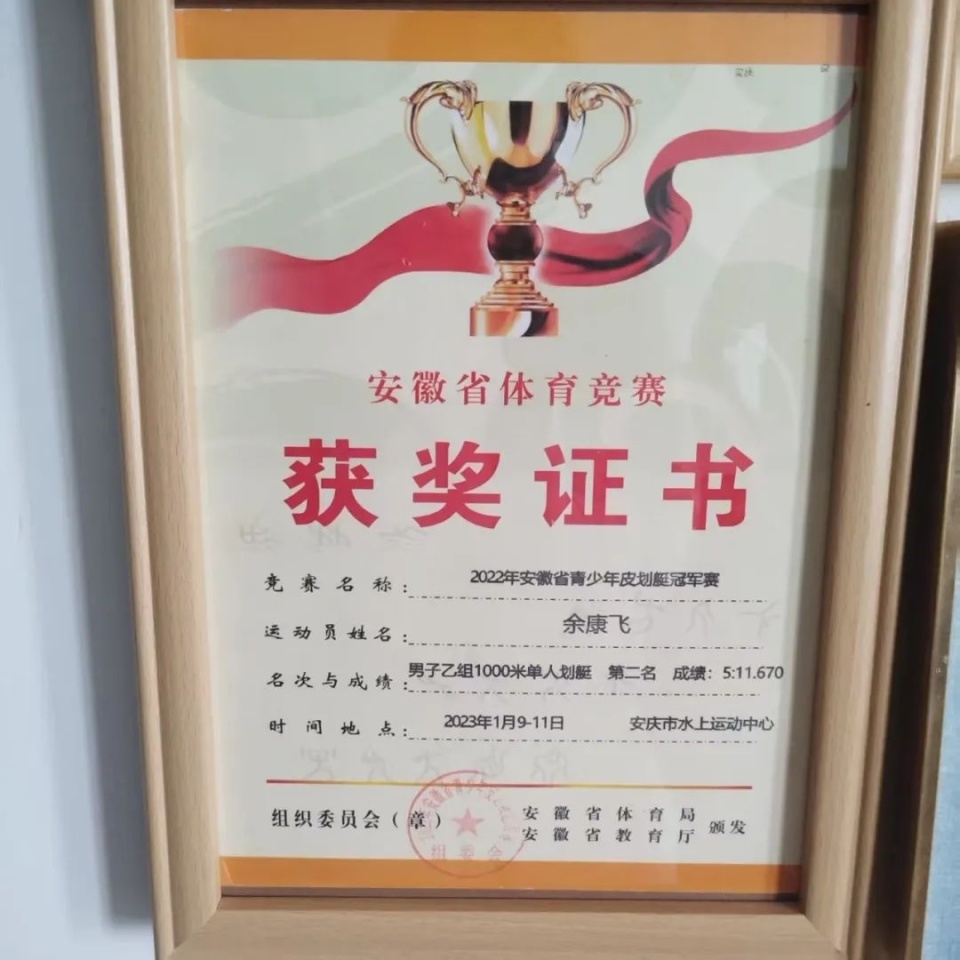 安徽省体育竞赛
获奖证书
竞赛名称： 2022年安徽省青少年皮划艇冠军赛
运动员姓名： 余康飞
名次与成绩： 男子乙组1000米单人划艇 第二名 成绩：5:11.670
时间地点： 2023年1月9-11日 安庆市水上运动中心
组织委员会（章） 安徽省体育局
安徽省教育厅 颁发
组委会